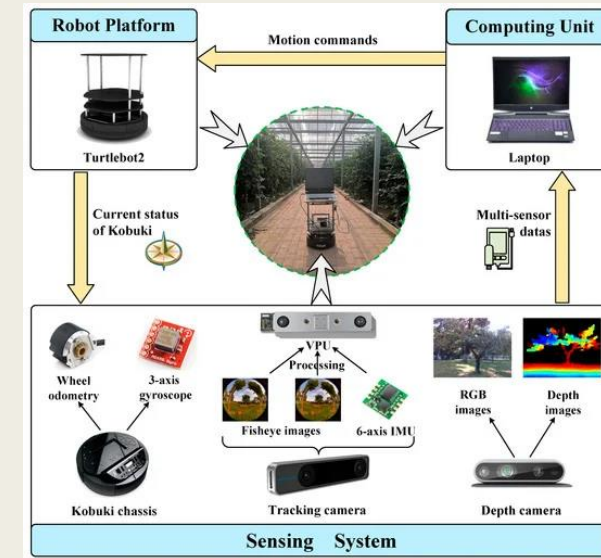 Robot Platform
Computing Unit
Motion commands
Turtlebot2
Laptop
Current status
of Kobuki
Multi-sensor
datas
VPU
Processing
Wheel
odometry
3-axis
gyroscope
RGB
images
Depth
images
Fisheye images
6-axis IMU
Kobuki chassis
Tracking camera
Depth camera
Sensing System